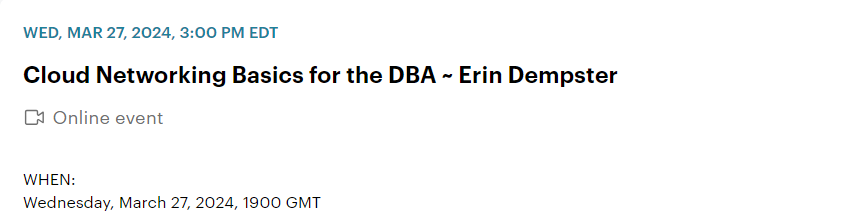 WED, MAR 27, 2024, 3:00 PM EDT
Cloud Networking Basics for the DBA ~ Erin Dempster
Online event
WHEN:
Wednesday, March 27, 2024, 1900 GMT